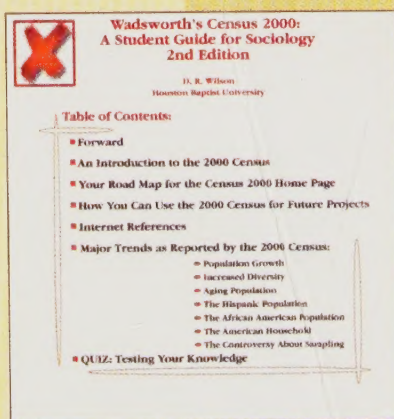 Wadsworth's Census 2000:
A Student Guide for Sociology
2nd Edition
D. R. Wilson
Houston Baptist University
Table of Contents:
Forward
An Introduction to the 2000 Census
Your Road Map for the Census 2000 Home Page
How You Can Use the 2000 Census for Future Projects
Internet References
Major Trends as Reported by the 2000 Census:
Population Growth
Increased Diversity
Aging Population
The Hispanic Population
The African American Population
The American Household
The Controversy About Sampling
QUIZ: Testing Your Knowledge